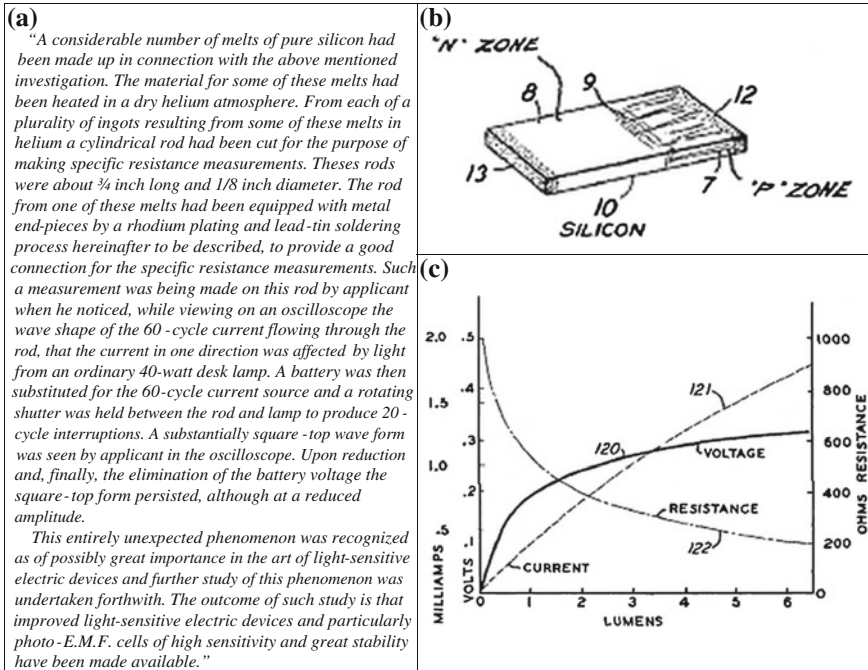 (a)
“A considerable number of melts of pure silicon had
been made up in connection with the above mentioned
investigation. The material for some of these melts had
been heated in a dry helium atmosphere. From each of a
plurality of ingots resulting from some of these melts in
helium a cylindrical rod had been cut for the purpose of
making specific resistance measurements. Theses rods
were about ¾ inch long and 1/8 inch diameter. The rod
from one of these melts had been equipped with metal
end-pieces by a rhodium plating and lead-tin soldering
process hereinafter to be described, to provide a good
connection for the specific resistance measurements. Such
a measurement was being made on this rod by applicant
when he noticed, while viewing on an oscilloscope the
wave shape of the 60-cycle current flowing through the
rod, that the current in one direction was affected by light
from an ordinary 40-watt desk lamp. A battery was then
substituted for the 60-cycle current source and a rotating
shutter was held between the rod and lamp to produce 20-
cycle interruptions. A substantially square-top wave form
was seen by applicant in the oscilloscope. Upon reduction
and, finally, the elimination of the battery voltage the
square-top form persisted, although at a reduced
amplitude.
This entirely unexpected phenomenon was recognized
as of possibly great importance in the art of light-sensitive
electric devices and further study of this phenomenon was
undertaken forthwith. The outcome of such study is that
improved light-sensitive electric devices and particularly
photo-E.M.F. cells of high sensitivity and great stability
have been made available.”
(b)
"N" ZONE
8
9
12
13
7
10
"P" ZONE
SILICON
(c)
2.0 .5 1000
.4 800
1.5
121
.3 120 600
VOLTAGE
1.0
.2 400
RESISTANCE
.5 .1 122 200
CURRENT
0 0
MILLIAMPS
VOLTS
OHMS RESISTANCE
0 1 2 3 4 5 6
LUMENS